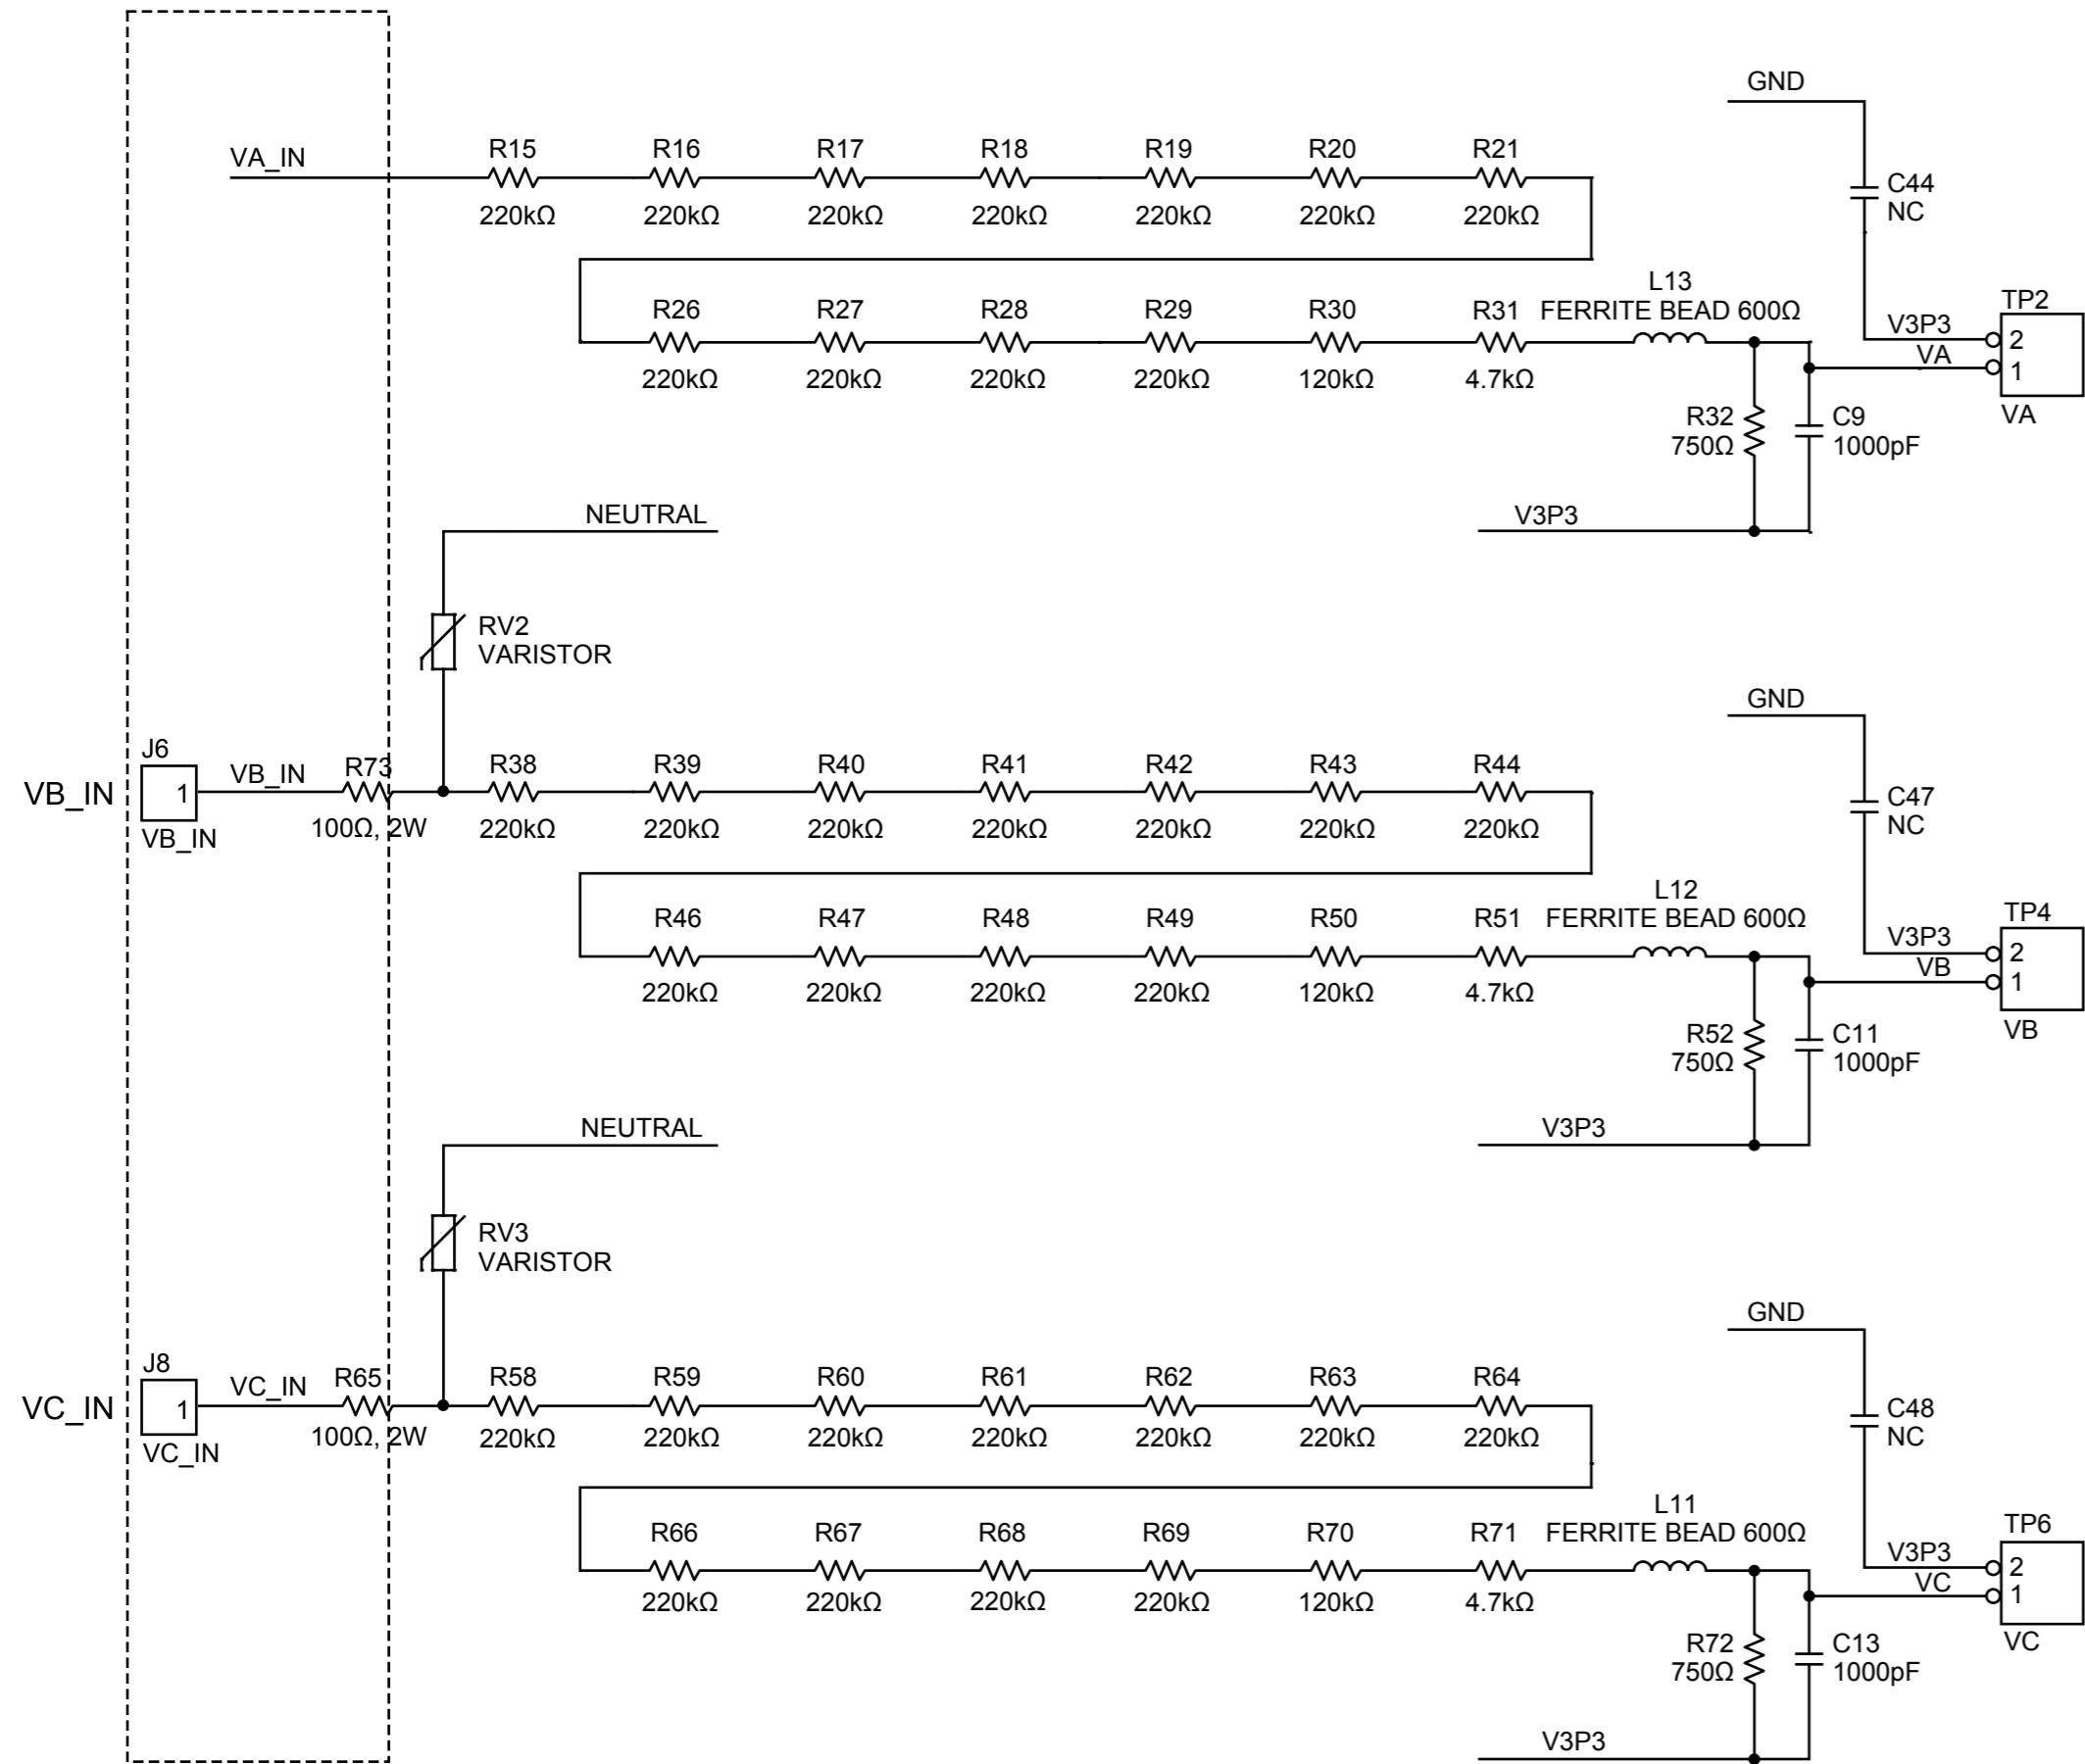 GND
VA_IN
R15 R16 R17 R18 R19 R20 R21
220kΩ 220kΩ 220kΩ 220kΩ 220kΩ 220kΩ 220kΩ
C44
NC
R26 R27 R28 R29 R30 R31
L13
FERRITE BEAD 600Ω
220kΩ 220kΩ 220kΩ 220kΩ 120kΩ 4.7kΩ
V3P3
VA
TP2
2
1
VA
R32
750Ω
C9
1000pF
V3P3
NEUTRAL
RV2
VARISTOR
GND
VB_IN
J6
1
VB_IN
VB_IN
R73
100Ω, 2W
R38 R39 R40 R41 R42 R43 R44
220kΩ 220kΩ 220kΩ 220kΩ 220kΩ 220kΩ 220kΩ
C47
NC
R46 R47 R48 R49 R50 R51
L12
FERRITE BEAD 600Ω
220kΩ 220kΩ 220kΩ 220kΩ 120kΩ 4.7kΩ
V3P3
VB
TP4
2
1
VB
R52
750Ω
C11
1000pF
V3P3
NEUTRAL
RV3
VARISTOR
GND
VC_IN
J8
1
VC_IN
VC_IN
R65
100Ω, 2W
R58 R59 R60 R61 R62 R63 R64
220kΩ 220kΩ 220kΩ 220kΩ 220kΩ 220kΩ 220kΩ
C48
NC
R66 R67 R68 R69 R70 R71
L11
FERRITE BEAD 600Ω
220kΩ 220kΩ 220kΩ 220kΩ 120kΩ 4.7kΩ
V3P3
VC
TP6
2
1
VC
R72
750Ω
C13
1000pF
V3P3